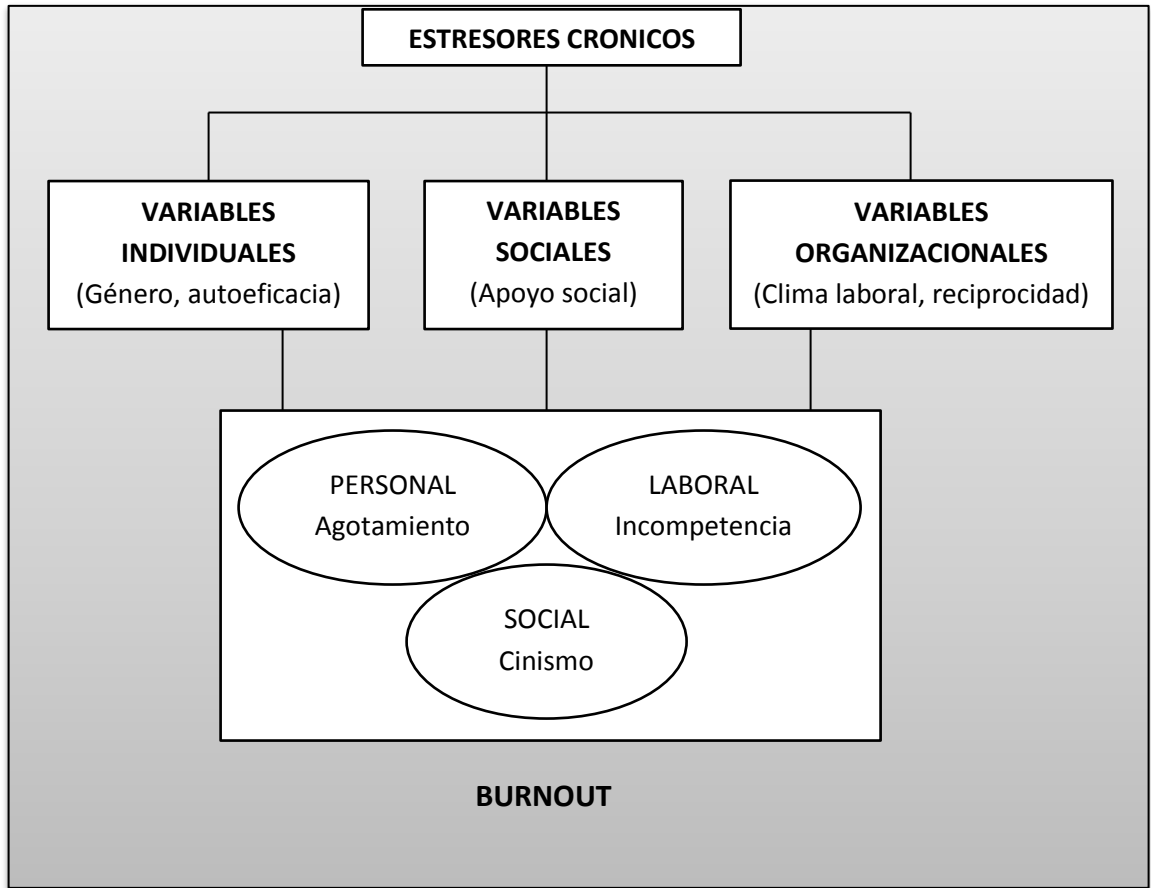 ESTRESORES CRONICOS
VARIABLES
INDIVIDUALES
(Género, autoeficacia)
VARIABLES
SOCIALES
(Apoyo social)
VARIABLES
ORGANIZACIONALES
(Clima laboral, reciprocidad)
PERSONAL
Agotamiento
LABORAL
Incompetencia
SOCIAL
Cinismo
BURNOUT